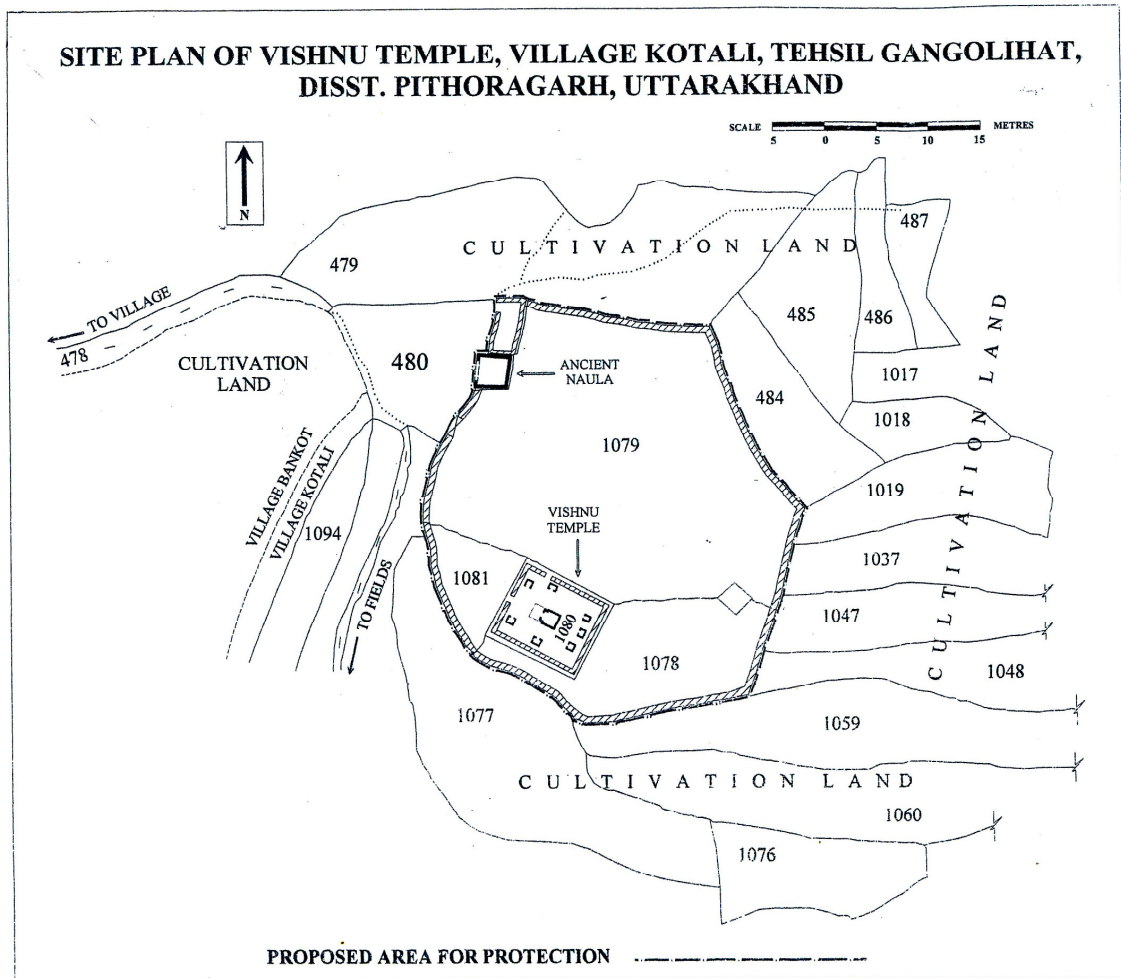 SITE PLAN OF VISHNU TEMPLE, VILLAGE KOTALI, TEHSIL GANGOLIHAT,
DISST. PITHORAGARH, UTTARAKHAND
SCALE
METRES
5 0 5 10 15
N
479
CULTIVATION LAND
487
485
486
TO VILLAGE
478
CULTIVATION
LAND
480
ANCIENT
NAULA
484
1017
1018
1079
1019
CULTIVATION LAND
VILLAGE BANKOT
VILLAGE KOTALI
1094
TO FIELDS
VISHNU
TEMPLE
1081
1080
1078
1037
1047
1048
1077
1059
CULTIVATION LAND
1060
1076
PROPOSED AREA FOR PROTECTION